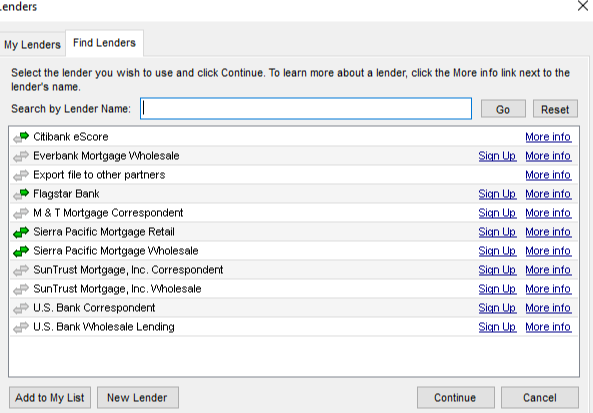 Lenders
My Lenders Find Lenders
Select the lender you wish to use and click Continue. To learn more about a lender, click the More info link next to the
lender's name.
Search by Lender Name: Go Reset
Citibank eScore More info
Everbank Mortgage Wholesale Sign Up More info
Export file to other partners More info
Flagstar Bank Sign Up More info
M & T Mortgage Correspondent Sign Up More info
Sierra Pacific Mortgage Retail Sign Up More info
Sierra Pacific Mortgage Wholesale Sign Up More info
SunTrust Mortgage, Inc. Correspondent Sign Up More info
SunTrust Mortgage, Inc. Wholesale Sign Up More info
U.S. Bank Correspondent Sign Up More info
U.S. Bank Wholesale Lending Sign Up More info
Add to My List New Lender Continue Cancel